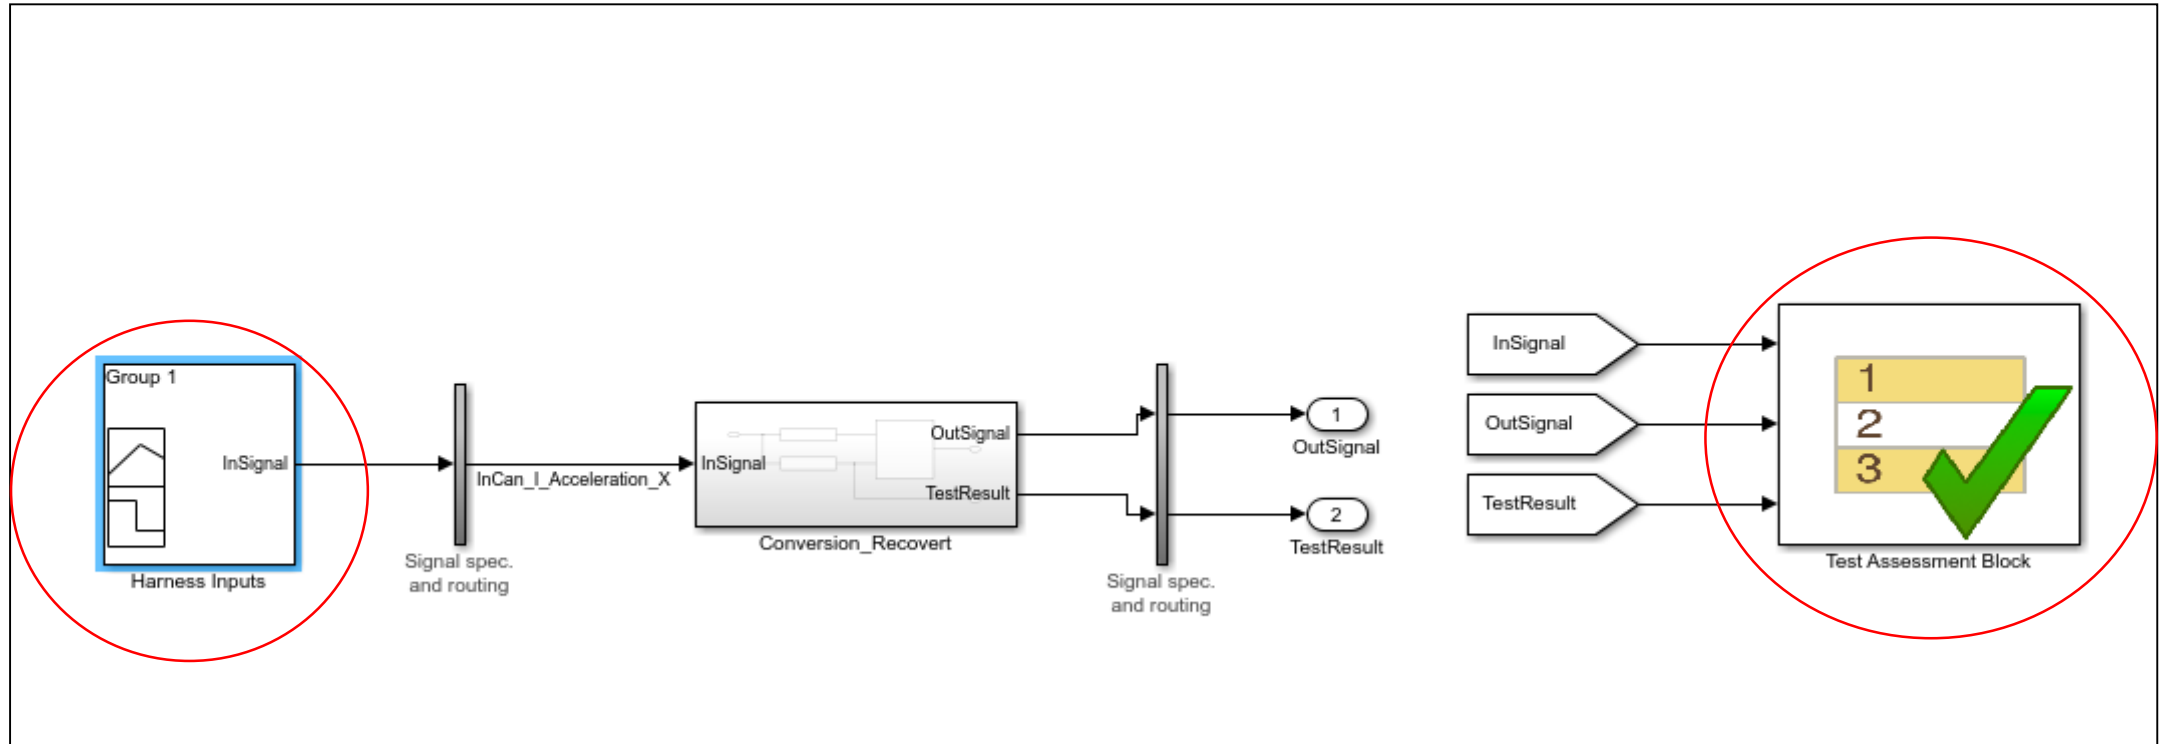 Group 1
InSignal
Harness Inputs
Signal spec.
and routing
InCan_I_Acceleration_X
InSignal
OutSignal
TestResult
Conversion_Recovert
Signal spec.
and routing
1
OutSignal
2
TestResult
InSignal
OutSignal
TestResult
1
2
3
Test Assessment Block